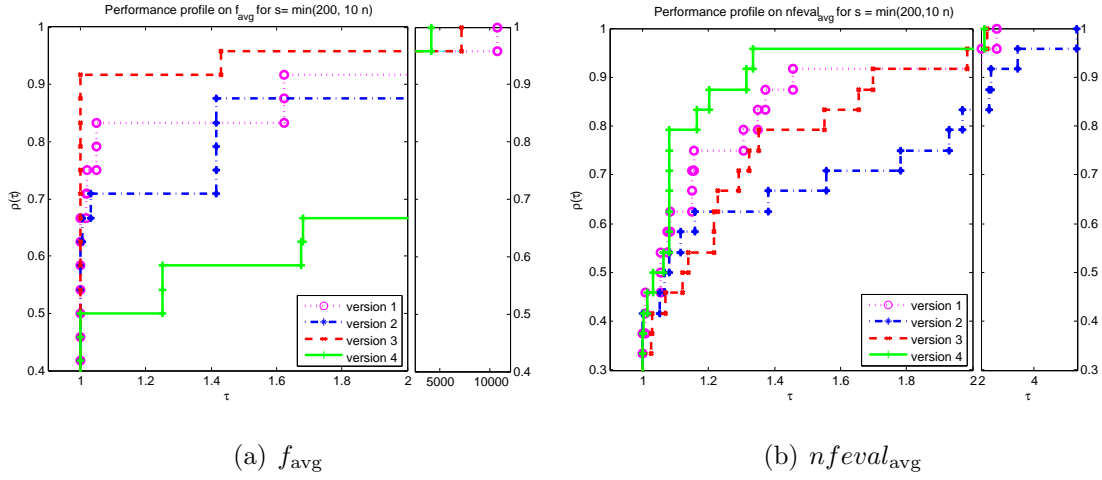 Performance profile on f_avg for s= min(200, 10 n)
1
0.9
0.8
0.7
0.6
0.5
0.4
ρ(τ)
1 1.2 1.4 1.6 1.8 2
τ
version 1
version 2
version 3
version 4
1
0.9
0.8
0.7
0.6
0.5
0.4
5000 10000
(a) f_avg
Performance profile on nfeval_avg for s = min(200,10 n)
1
0.9
0.8
0.7
0.6
0.5
0.4
0.3
ρ(τ)
1 1.2 1.4 1.6 1.8 2
τ
version 1
version 2
version 3
version 4
1
0.9
0.8
0.7
0.6
0.5
0.4
0.3
2 4
(b) nfeval_avg